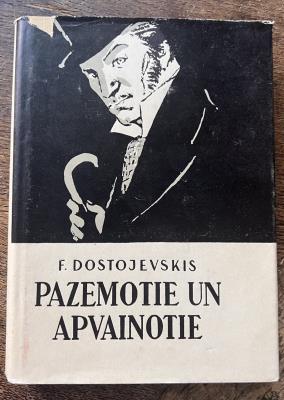 F. DOSTOJEVSKIS
PAZEMOTIE UN
APVAINOTIE